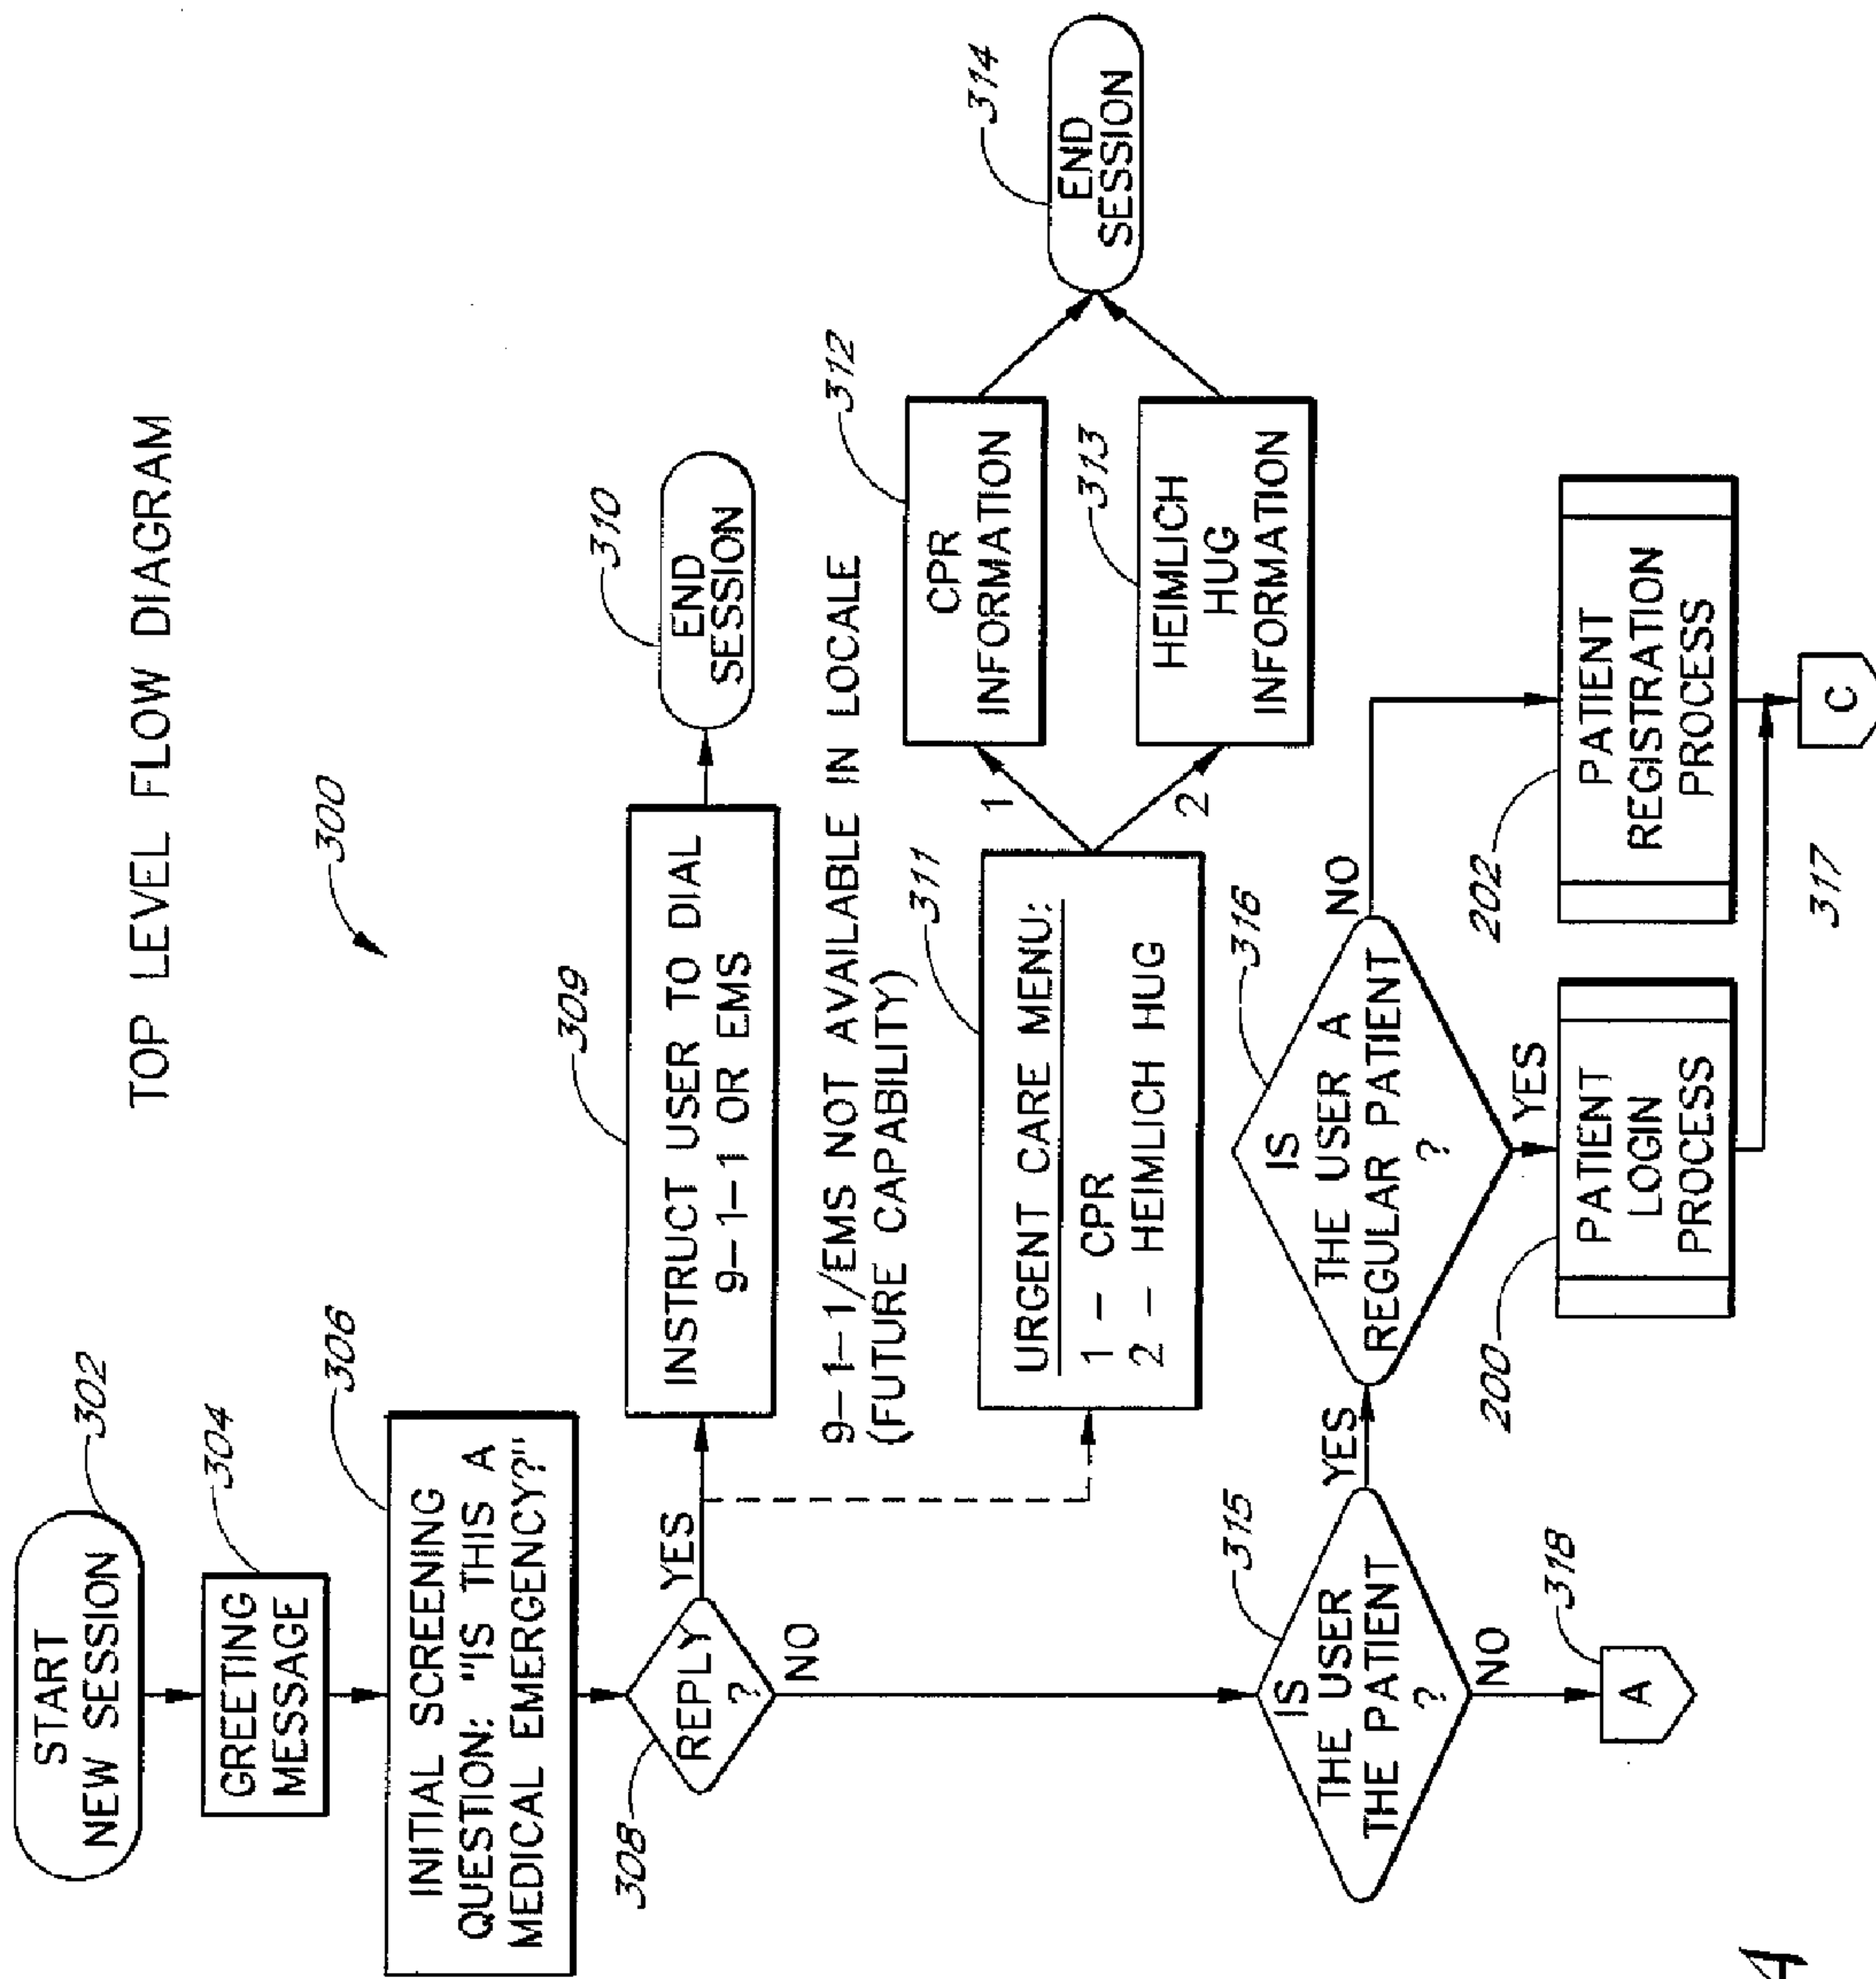 TOP LEVEL FLOW DIAGRAM
300
START
NEW SESSION
302
GREETING
MESSAGE
304
INITIAL SCREENING
QUESTION: "IS THIS A
MEDICAL EMERGENCY?"
306
REPLY
?
308
YES
NO
INSTRUCT USER TO DIAL
9-1-1 OR EMS
309
END
SESSION
310
9-1-1/EMS NOT AVAILABLE IN LOCALE
(FUTURE CAPABILITY)
URGENT CARE MENU:
1 - CPR
2 - HEIMLICH HUG
311
1
2
CPR
INFORMATION
312
HEIMLICH
HUG
INFORMATION
313
END
SESSION
314
IS
THE USER
THE PATIENT
?
315
YES
NO
A
318
IS
THE USER A
REGULAR PATIENT
?
316
NO
YES
PATIENT
LOGIN
PROCESS
200
PATIENT
REGISTRATION
PROCESS
202
317
C